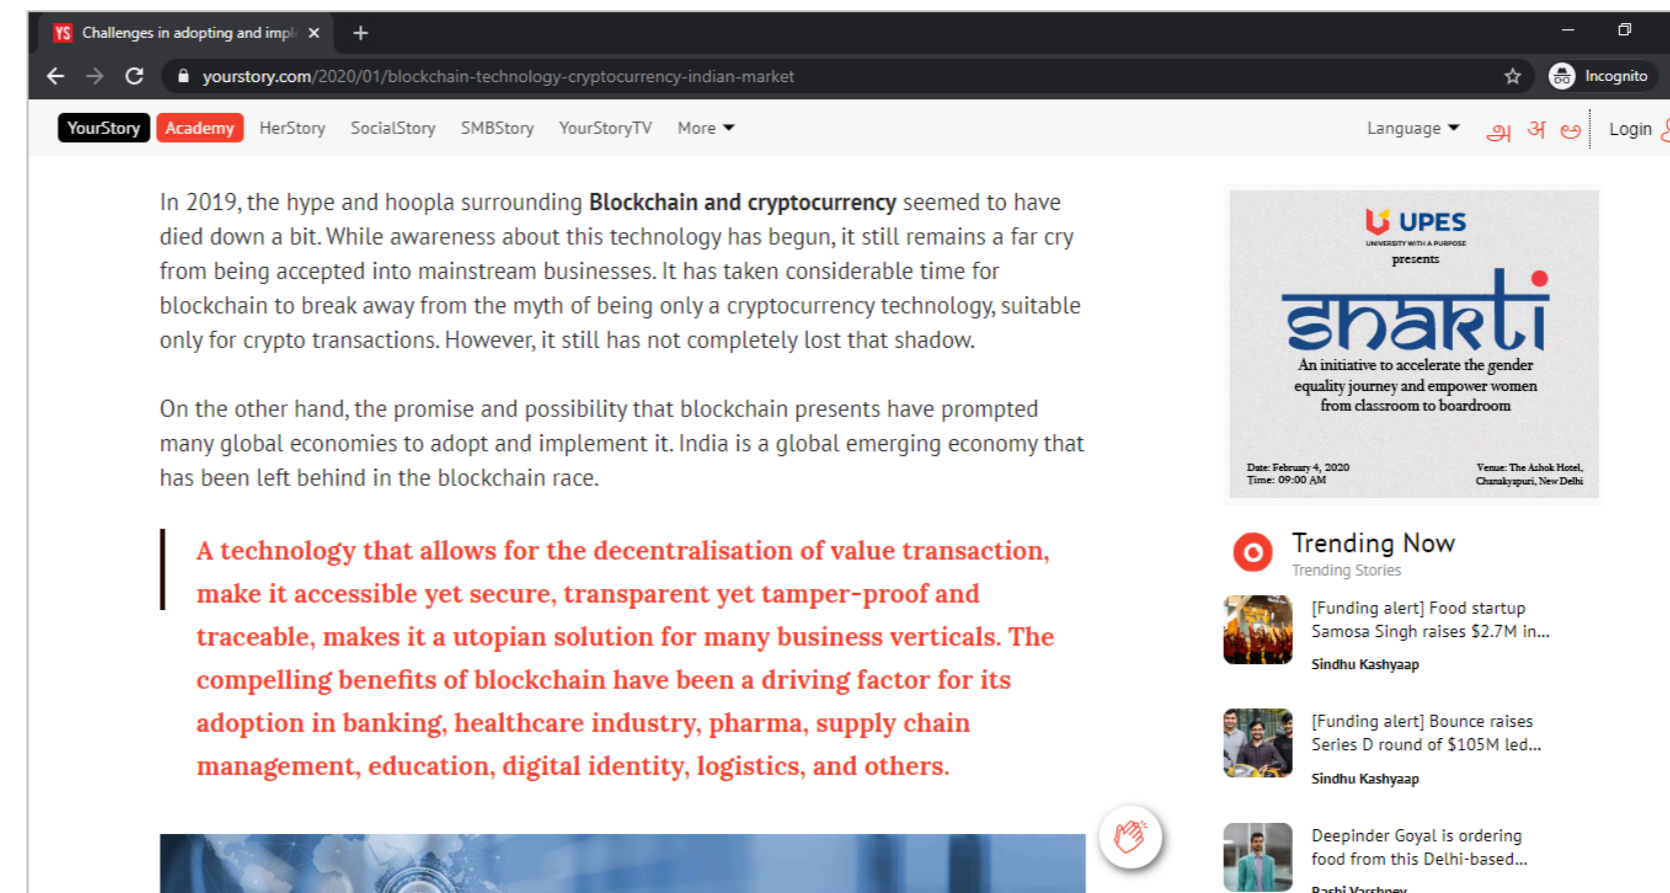 YS Challenges in adopting and impl
yourstory.com/2020/01/blockchain-technology-cryptocurrency-indian-market
Incognito
YourStory Academy HerStory SocialStory SMBStory YourStoryTV More
Language அ अ ಅ Login
In 2019, the hype and hoopla surrounding Blockchain and cryptocurrency seemed to have
died down a bit. While awareness about this technology has begun, it still remains a far cry
from being accepted into mainstream businesses. It has taken considerable time for
blockchain to break away from the myth of being only a cryptocurrency technology, suitable
only for crypto transactions. However, it still has not completely lost that shadow.
On the other hand, the promise and possibility that blockchain presents have prompted
many global economies to adopt and implement it. India is a global emerging economy that
has been left behind in the blockchain race.
A technology that allows for the decentralisation of value transaction,
make it accessible yet secure, transparent yet tamper-proof and
traceable, makes it a utopian solution for many business verticals. The
compelling benefits of blockchain have been a driving factor for its
adoption in banking, healthcare industry, pharma, supply chain
management, education, digital identity, logistics, and others.
UPES
UNIVERSITY WITH A PURPOSE
presents
shakti
An initiative to accelerate the gender
equality journey and empower women
from classroom to boardroom
Date: February 4, 2020
Time: 09:00 AM
Venue: The Ashok Hotel,
Chanakyapuri, New Delhi
Trending Now
Trending Stories
[Funding alert] Food startup
Samosa Singh raises $2.7M in...
Sindhu Kashyaap
[Funding alert] Bounce raises
Series D round of $105M led...
Sindhu Kashyaap
Deepinder Goyal is ordering
food from this Delhi-based...
Rashi Varshney